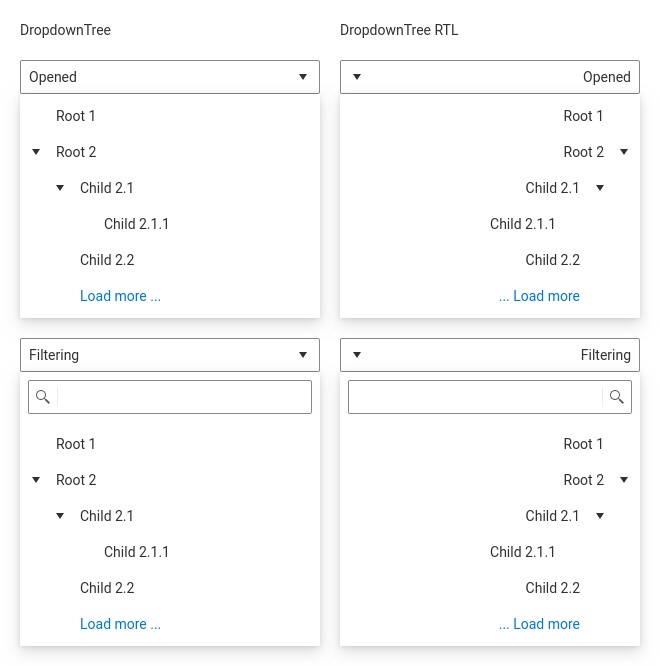 DropdownTree
Opened
Root 1
Root 2
Child 2.1
Child 2.1.1
Child 2.2
Load more ...
Filtering
Root 1
Root 2
Child 2.1
Child 2.1.1
Child 2.2
Load more ...
DropdownTree RTL
Opened
Root 1
Root 2
Child 2.1
Child 2.1.1
Child 2.2
... Load more
Filtering
Root 1
Root 2
Child 2.1
Child 2.1.1
Child 2.2
... Load more